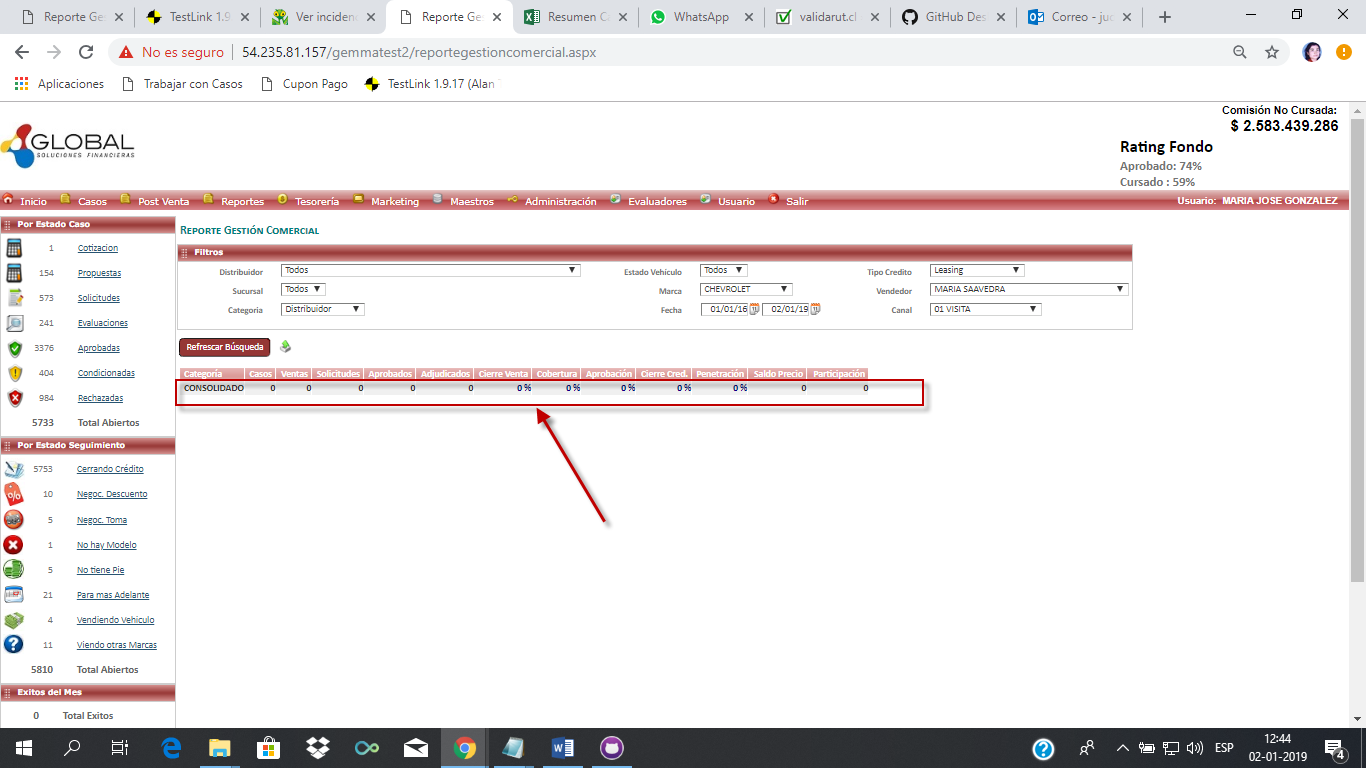 Reporte Ges
TestLink 1.9
Ver inciden
Reporte Ges
Resumen C
WhatsApp
validarut.cl
GitHub Des
Correo - juc
No es seguro
54.235.81.157/gemmatest2/reportegestioncomercial.aspx
Aplicaciones
Trabajar con Casos
Cupon Pago
TestLink 1.9.17 (Alan
Comisión No Cursada:
$ 2.583.439.286
GLOBAL
SOLUCIONES FINANCIERAS
Rating Fondo
Aprobado: 74%
Cursado : 59%
Inicio Casos Post Venta Reportes Tesorería Marketing Maestros Administración Evaluadores Usuario Salir
Usuario: MARIA JOSE GONZALEZ
Por Estado Caso
1 Cotizacion
154 Propuestas
573 Solicitudes
241 Evaluaciones
3376 Aprobadas
404 Condicionadas
984 Rechazadas
5733 Total Abiertos
Por Estado Seguimiento
5753 Cerrando Crédito
10 Negoc. Descuento
5 Negoc. Toma
1 No hay Modelo
5 No tiene Pie
21 Para mas Adelante
4 Vendiendo Vehiculo
11 Viendo otras Marcas
5810 Total Abiertos
Exitos del Mes
0 Total Exitos
Reporte Gestión Comercial
Filtros
Distribuidor Todos Estado Vehículo Todos Tipo Credito Leasing
Sucursal Todos Marca CHEVROLET Vendedor MARIA SAAVEDRA
Categoria Distribuidor Fecha 01/01/16 02/01/19 Canal 01 VISITA
Refrescar Búsqueda
Categoría Casos Ventas Solicitudes Aprobados Adjudicados Cierre Venta Cobertura Aprobación Cierre Cred. Penetración Saldo Precio Participación
CONSOLIDADO 0 0 0 0 0 0 % 0 % 0 % 0 % 0 % 0 0
ESP
12:44
02-01-2019
4